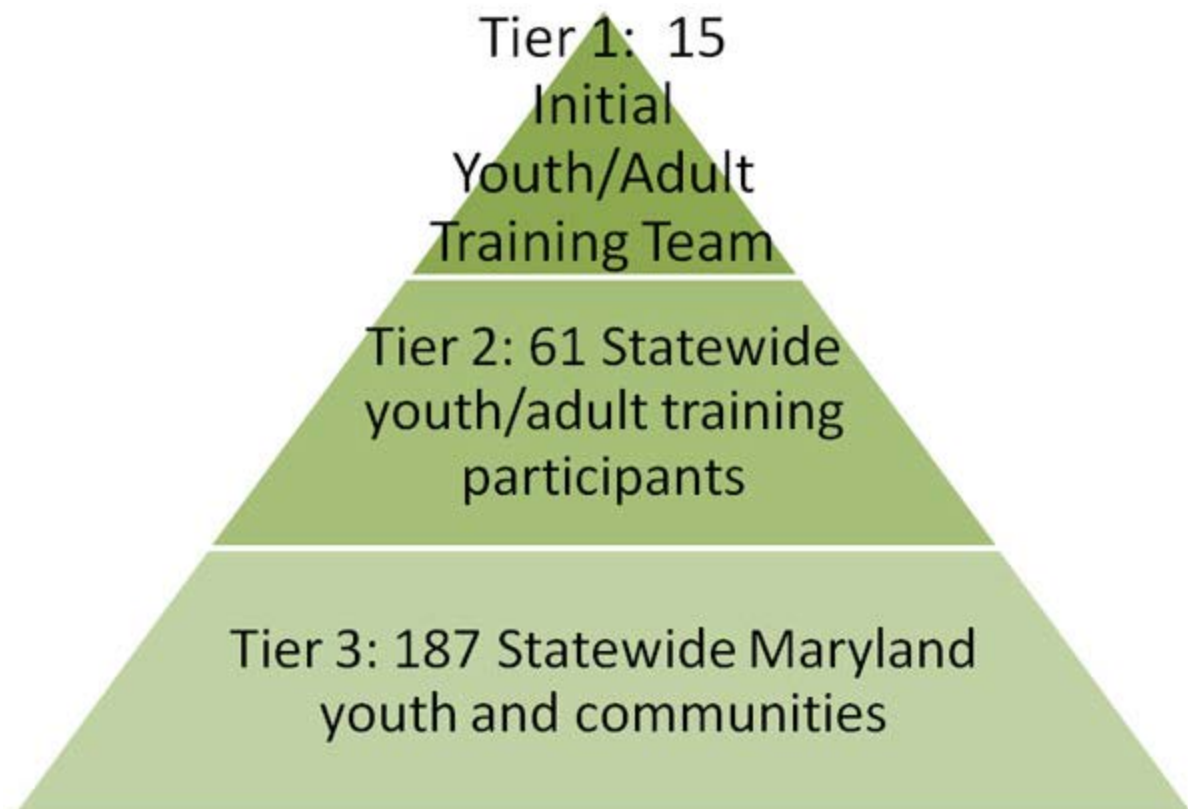 Tier 1:  15
Initial
Youth/Adult
Training Team
Tier 2: 61 Statewide
youth/adult training
participants
Tier 3: 187 Statewide Maryland
youth and communities